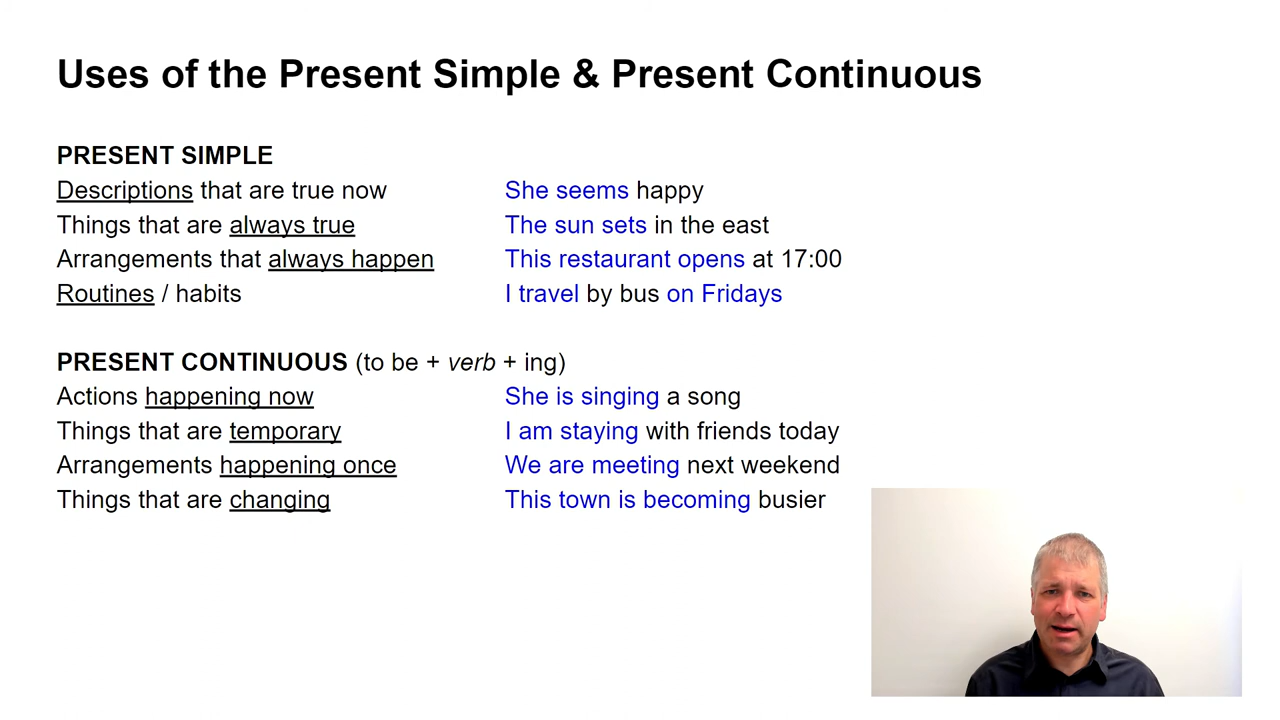 Uses of the Present Simple & Present Continuous
PRESENT SIMPLE
Descriptions that are true now She seems happy
Things that are always true The sun sets in the east
Arrangements that always happen This restaurant opens at 17:00
Routines / habits I travel by bus on Fridays
PRESENT CONTINUOUS (to be + verb + ing)
Actions happening now She is singing a song
Things that are temporary I am staying with friends today
Arrangements happening once We are meeting next weekend
Things that are changing This town is becoming busier